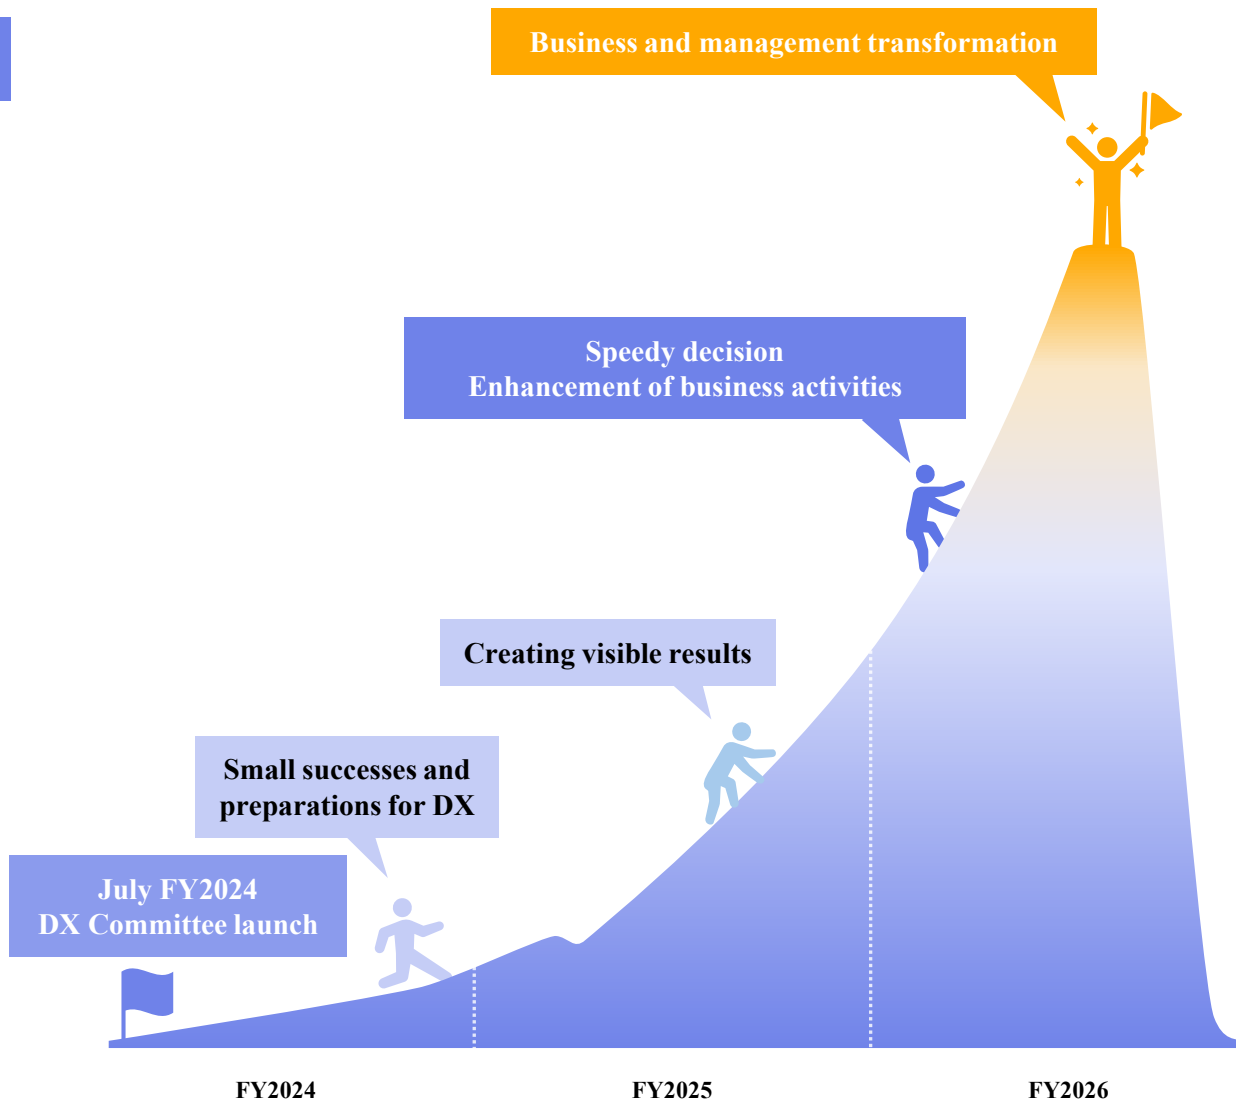 Business and management transformation
Speedy decision
Enhancement of business activities
Creating visible results
Small successes and
preparations for DX
July FY2024
DX Committee launch
FY2024
FY2025
FY2026